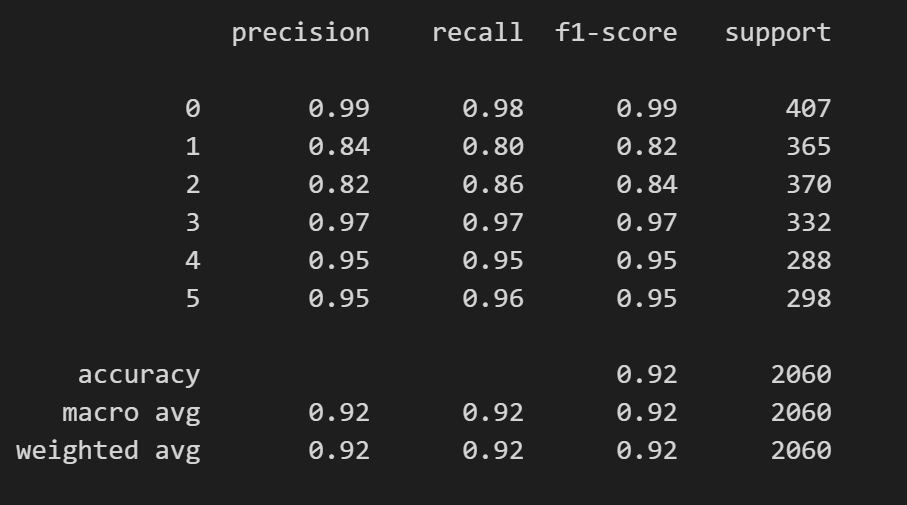 precision recall f1-score support
0 0.99 0.98 0.99 407
1 0.84 0.80 0.82 365
2 0.82 0.86 0.84 370
3 0.97 0.97 0.97 332
4 0.95 0.95 0.95 288
5 0.95 0.96 0.95 298
accuracy 0.92 2060
macro avg 0.92 0.92 0.92 2060
weighted avg 0.92 0.92 0.92 2060